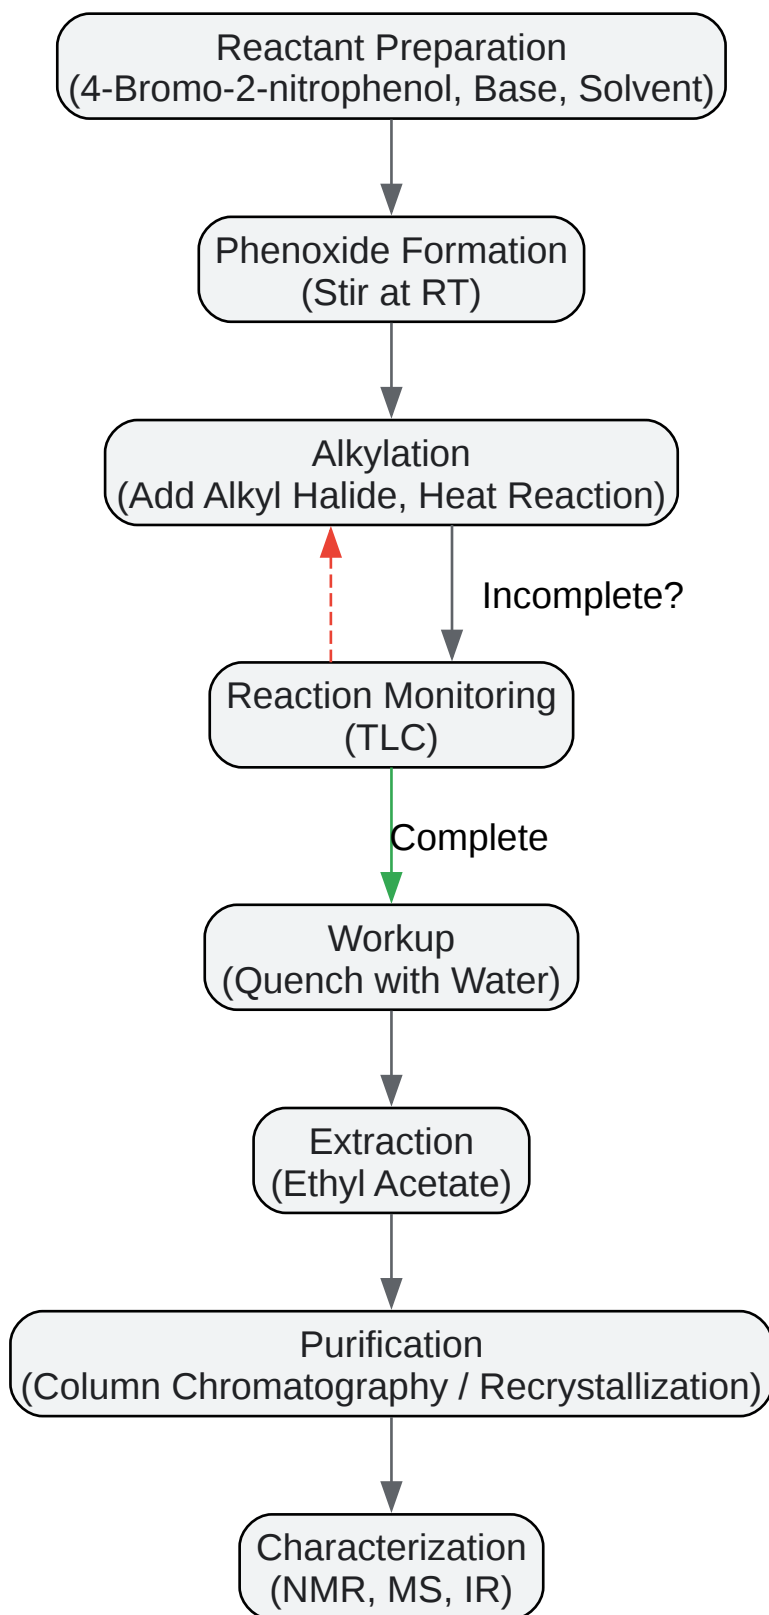 Reactant Preparation
(4-Bromo-2-nitrophenol, Base, Solvent)
Phenoxide Formation
(Stir at RT)
Alkylation
(Add Alkyl Halide, Heat Reaction)
Incomplete?
Reaction Monitoring
(TLC)
Complete
Workup
(Quench with Water)
Extraction
(Ethyl Acetate)
Purification
(Column Chromatography / Recrystallization)
Characterization
(NMR, MS, IR)